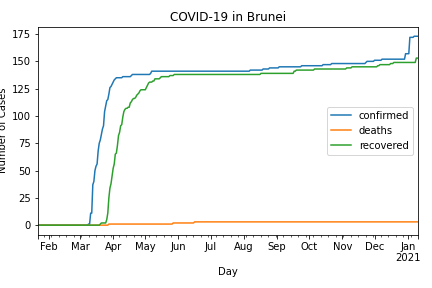 COVID-19 in Brunei
175
150
125
100
75
50
25
0
Number of Cases
confirmed
deaths
recovered
Feb Mar Apr May Jun Jul Aug Sep Oct Nov Dec Jan
2021
Day